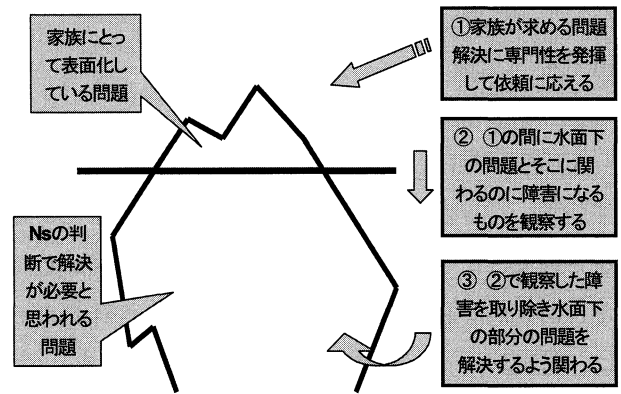 家族にとっ
て表面化し
ている問題
①家族が求める問題
解決に専門性を発揮
して依頼に応える
② ①の間に水面下
の問題とそこに関
わるのに障害になる
ものを観察する
Nsの判
断で解決
が必要と
思われる
問題
③ ②で観察した障
害を取り除き水面下
の部分の問題を
解決するよう関わる